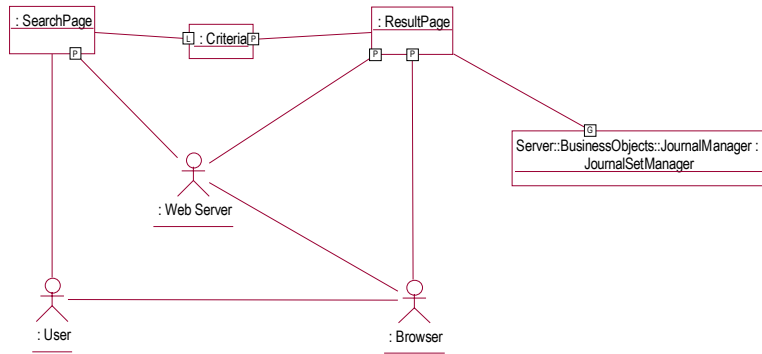 : SearchPage
L : Criteria P
: ResultPage
P
P P
G
Server::BusinessObjects::JournalManager :
JournalSetManager
: Web Server
: User
: Browser